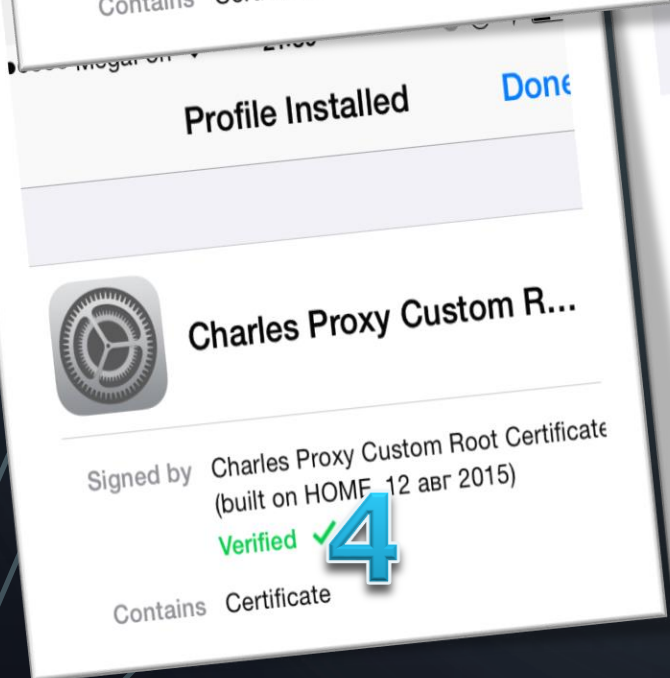 Contains
Profile Installed
Done
Charles Proxy Custom R...
Signed by Charles Proxy Custom Root Certificate
(built on HOME, 12 авг 2015)
Verified ✓
4
Contains Certificate